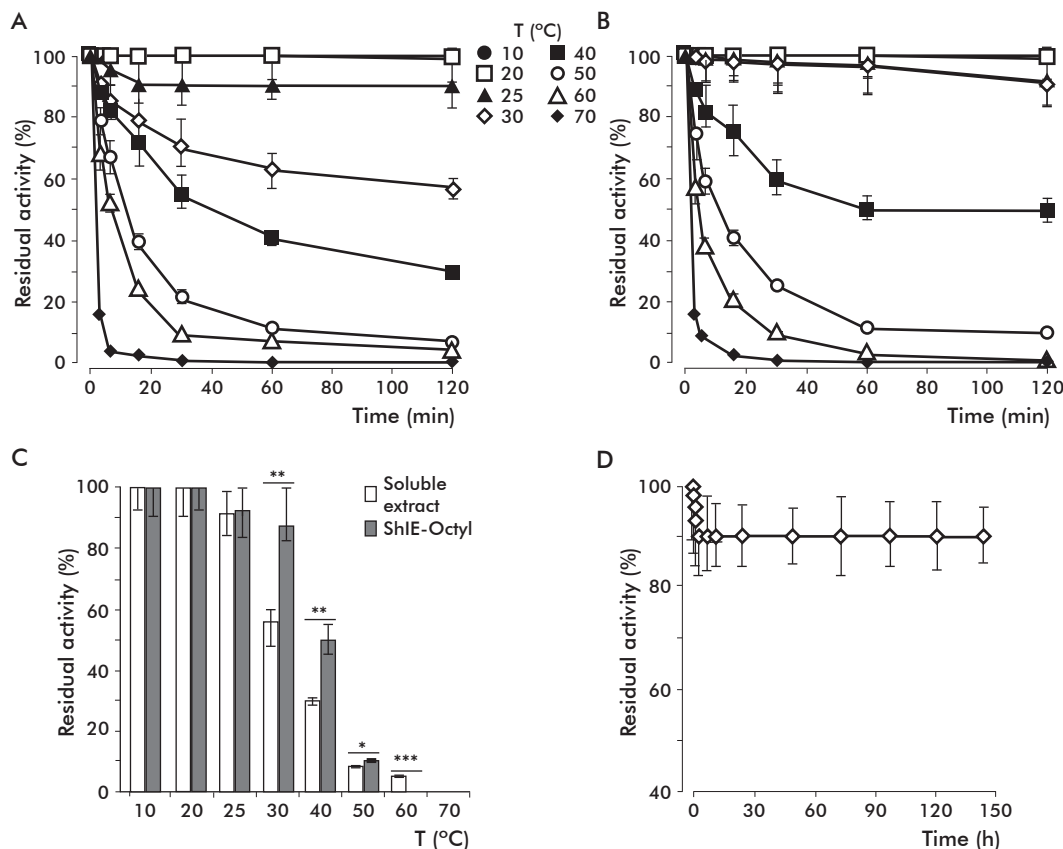 A
T (ºC)
10 40
20 50
25 60
30 70
B
Residual activity (%)
100
80
60
40
20
0
0 20 40 60 80 100 120
Time (min)
Residual activity (%)
100
80
60
40
20
0
0 20 40 60 80 100 120
Time (min)
C
Residual activity (%)
100
80
60
40
20
0
** ** * ***
Soluble
extract
ShIE-Octyl
10 20 25 30 40 50 60 70
T (ºC)
D
Residual activity (%)
100
80
60
40
0 30 60 90 120 150
Time (h)